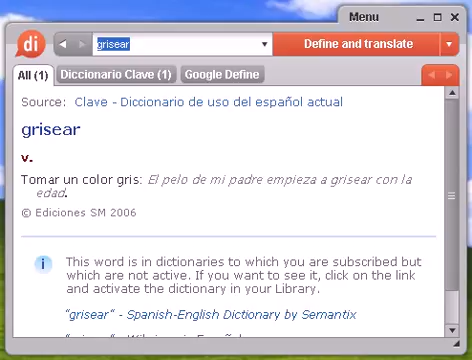 Menu
di
grisear
Define and translate
All (1)
Diccionario Clave (1)
Google Define
Source: Clave - Diccionario de uso del español actual
grisear
v.
Tomar un color gris: El pelo de mi padre empieza a grisear con la
edad.
© Ediciones SM 2006
i
This word is in dictionaries to which you are subscribed but
which are not active. If you want to see it, click on the link
and activate the dictionary in your Library.
"grisear" - Spanish-English Dictionary by Semantix